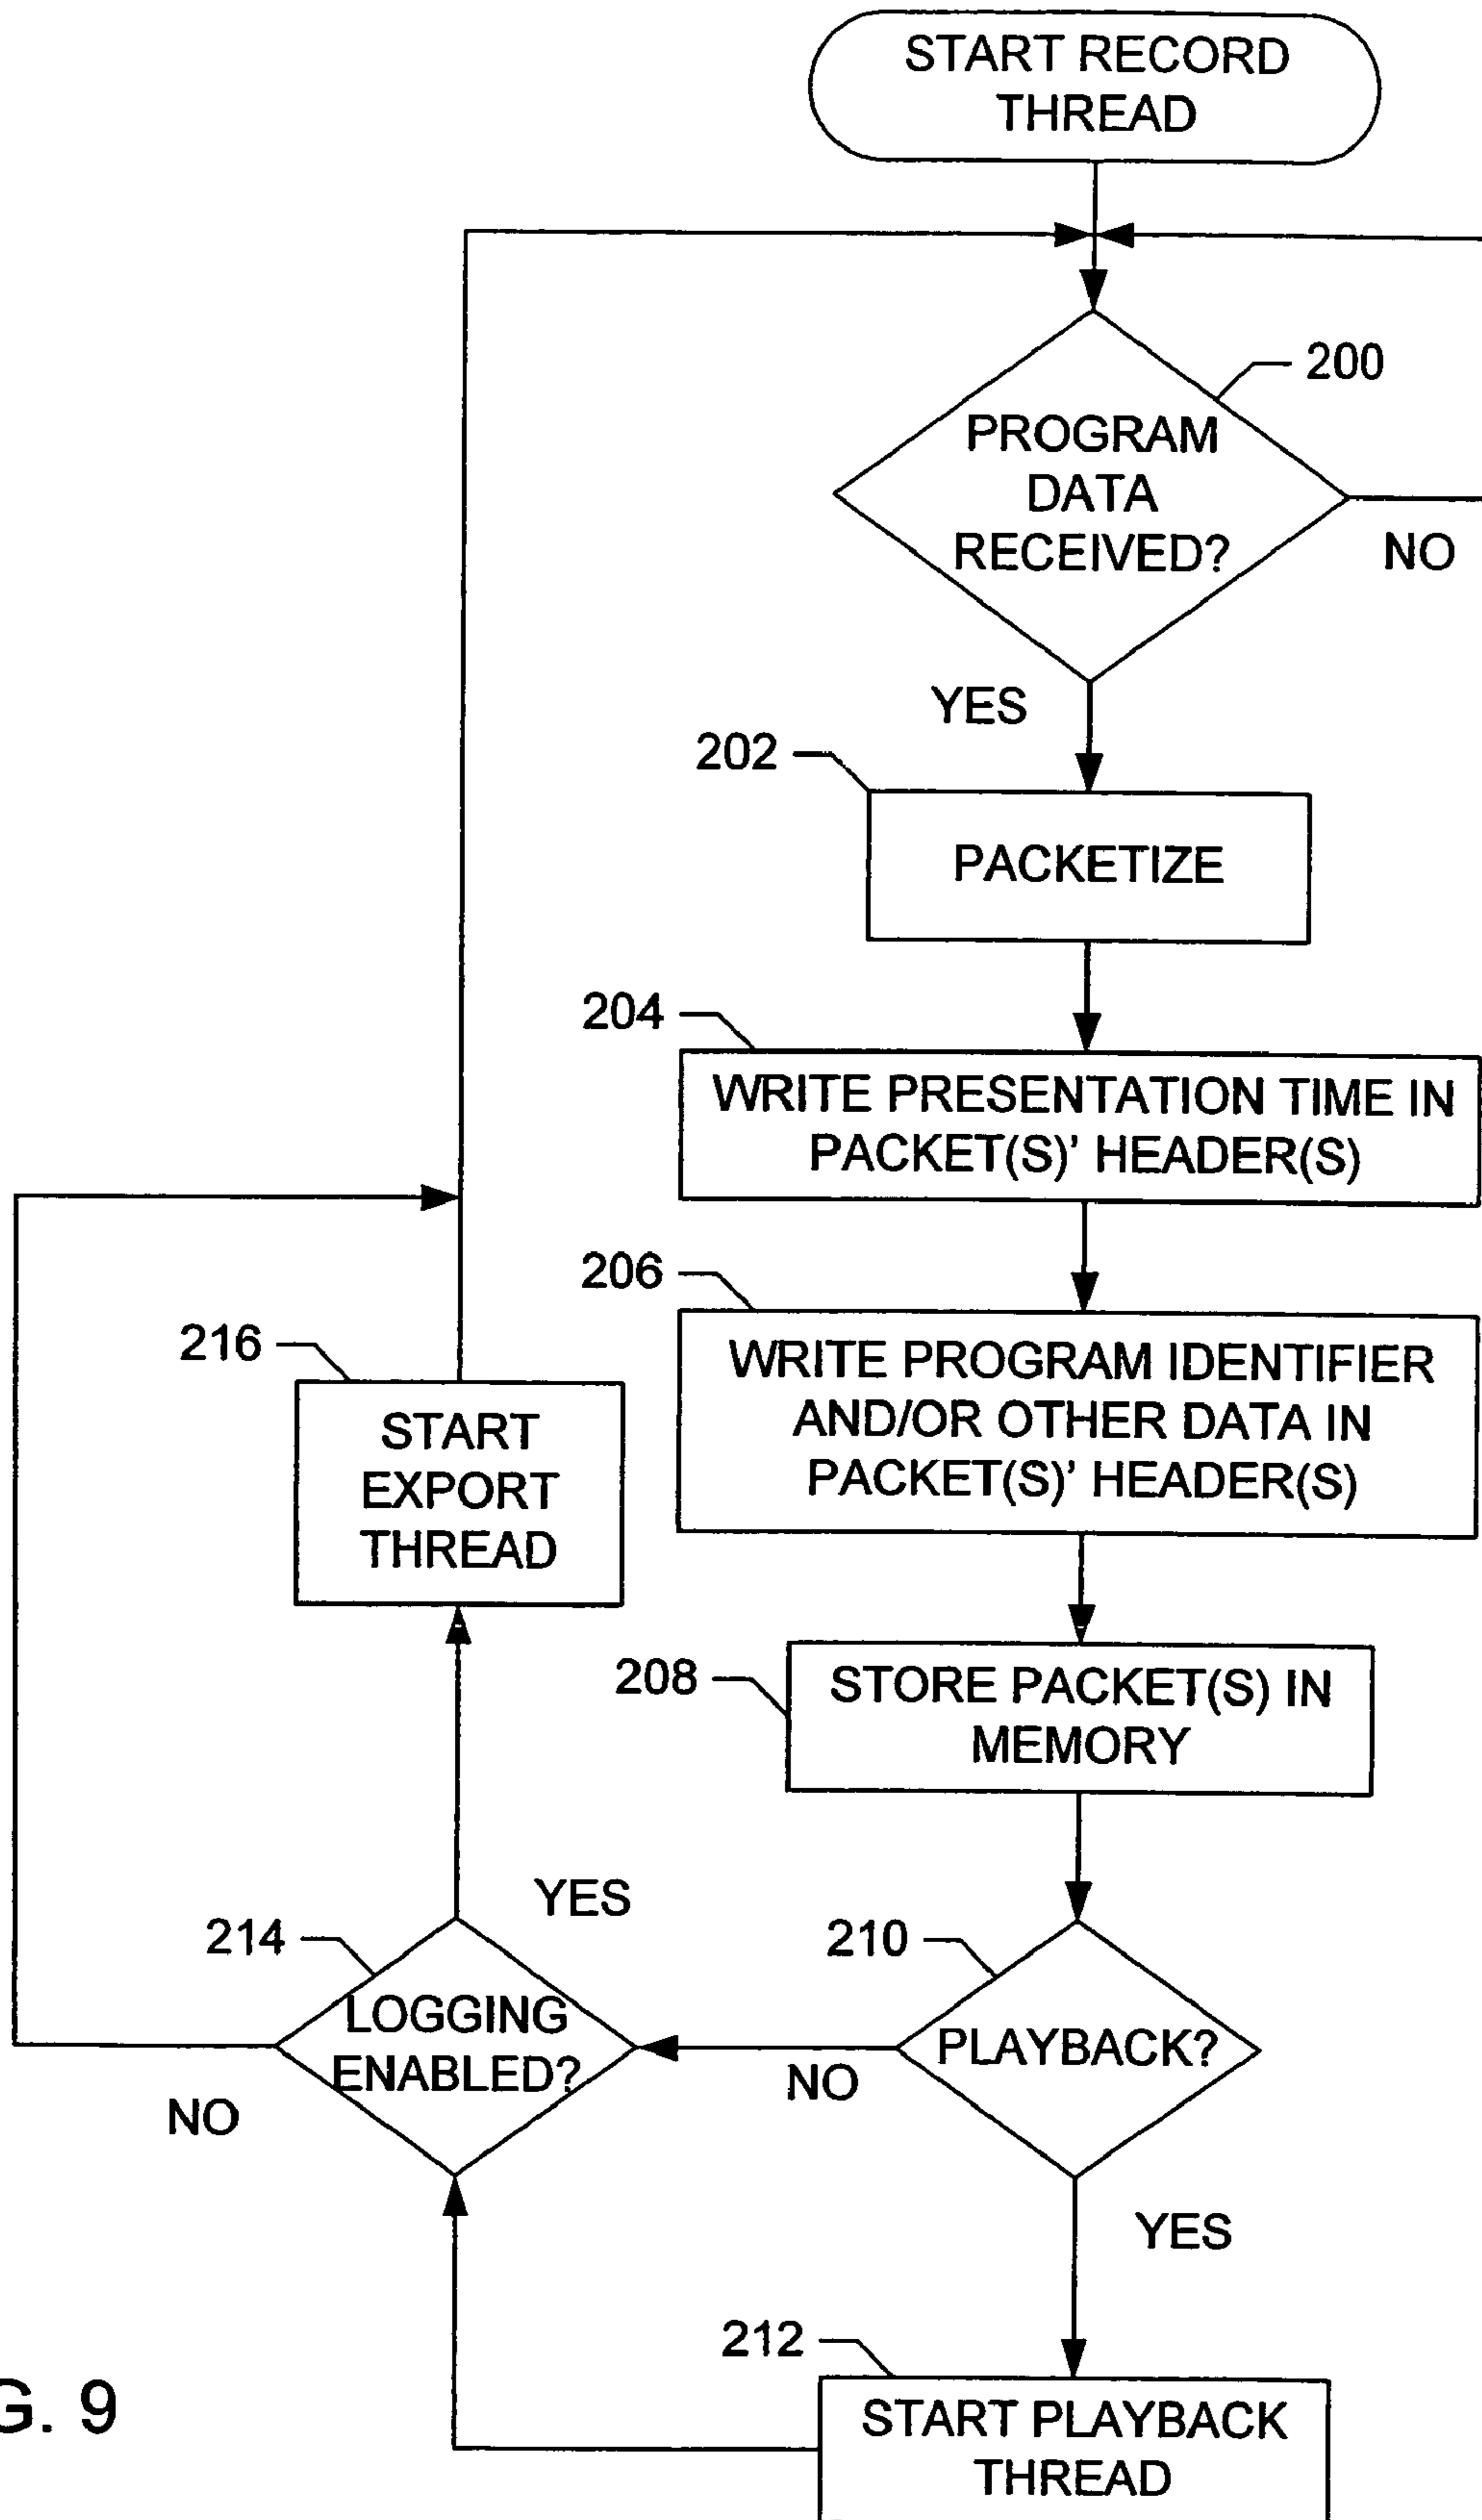 START RECORD
THREAD
200
PROGRAM
DATA
RECEIVED?
NO
YES
202
PACKETIZE
204
WRITE PRESENTATION TIME IN
PACKET(S)' HEADER(S)
206
WRITE PROGRAM IDENTIFIER
AND/OR OTHER DATA IN
PACKET(S)' HEADER(S)
216
START
EXPORT
THREAD
208
STORE PACKET(S) IN
MEMORY
YES
214
LOGGING
ENABLED?
NO
210
PLAYBACK?
NO
YES
212
START PLAYBACK
THREAD
G. 9